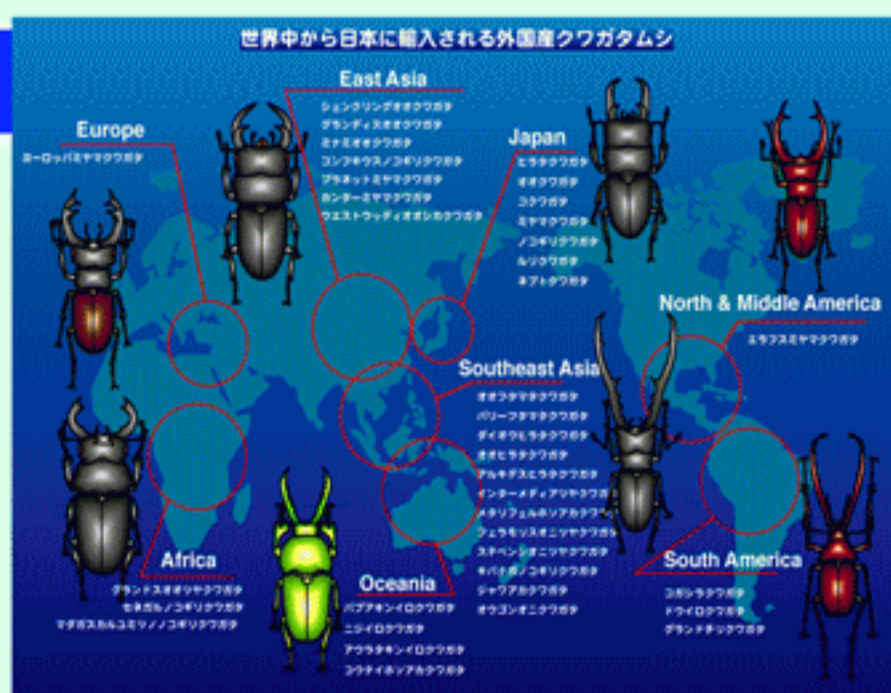 世界中から日本に輸入される外国産クワガタムシ
East Asia
シェンクリングオオクワガタ
グランディスオオクワガタ
ミナミオオクワガタ
コンフキウスノコギリクワガタ
プラネットミヤマクワガタ
カンターミヤマクワガタ
ウエストウッディオオシカクワガタ
Europe
ヨーロッパミヤマクワガタ
Japan
ヒラタクワガタ
オオクワガタ
コクワガタ
ミヤマクワガタ
ノコギリクワガタ
ルリクワガタ
ネブトクワガタ
North & Middle America
エラフスミヤマクワガタ
Southeast Asia
オオフタマタクワガタ
パリーフタマタクワガタ
ダイオウヒラタクワガタ
オオヒラタクワガタ
アルキデスヒラタクワガタ
インターメディアツヤクワガ
メタリフェルホソアカクワガ
フェラモリスオニツヤクワガ
ステベンシオニツヤクワガタ
キバナガノコギリクワガタ
ジャワアカクワガタ
オウゴンオニクワガタ
Africa
グランドスオオツヤクワガタ
セネガルノコギリクワガタ
マダガスカルユミツノノコギリクワガタ
Oceania
パプアキンイロクワガタ
ニジイロクワガタ
アウラタキンイロクワガタ
コウテイホソアカクワガタ
South America
コガシラクワガタ
ドウイロクワガタ
グランドチリクワガタ